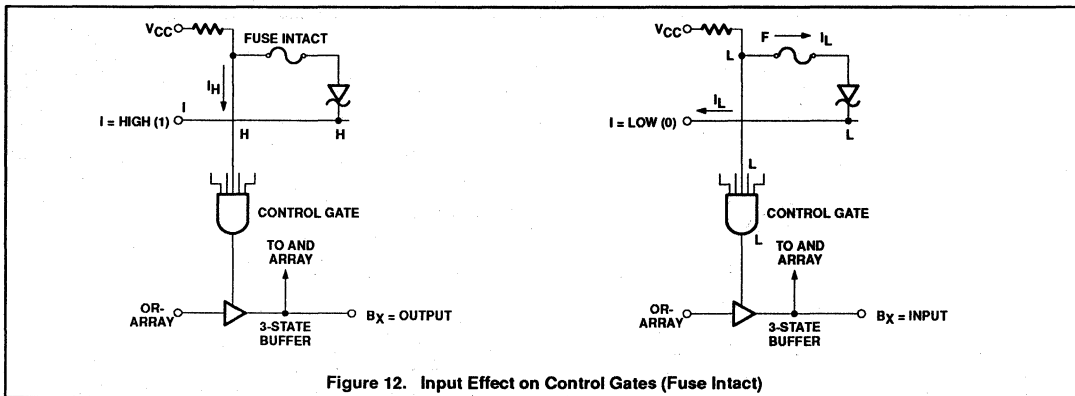 VCC
FUSE INTACT
IH
I
I = HIGH (1)
H
H
CONTROL GATE
TO AND
ARRAY
OR-
ARRAY
3-STATE
BUFFER
BX = OUTPUT
VCC
F
IL
L
IL
I = LOW (0)
L
L
CONTROL GATE
L
TO AND
ARRAY
OR-
ARRAY
3-STATE
BUFFER
BX = INPUT
Figure 12. Input Effect on Control Gates (Fuse Intact)